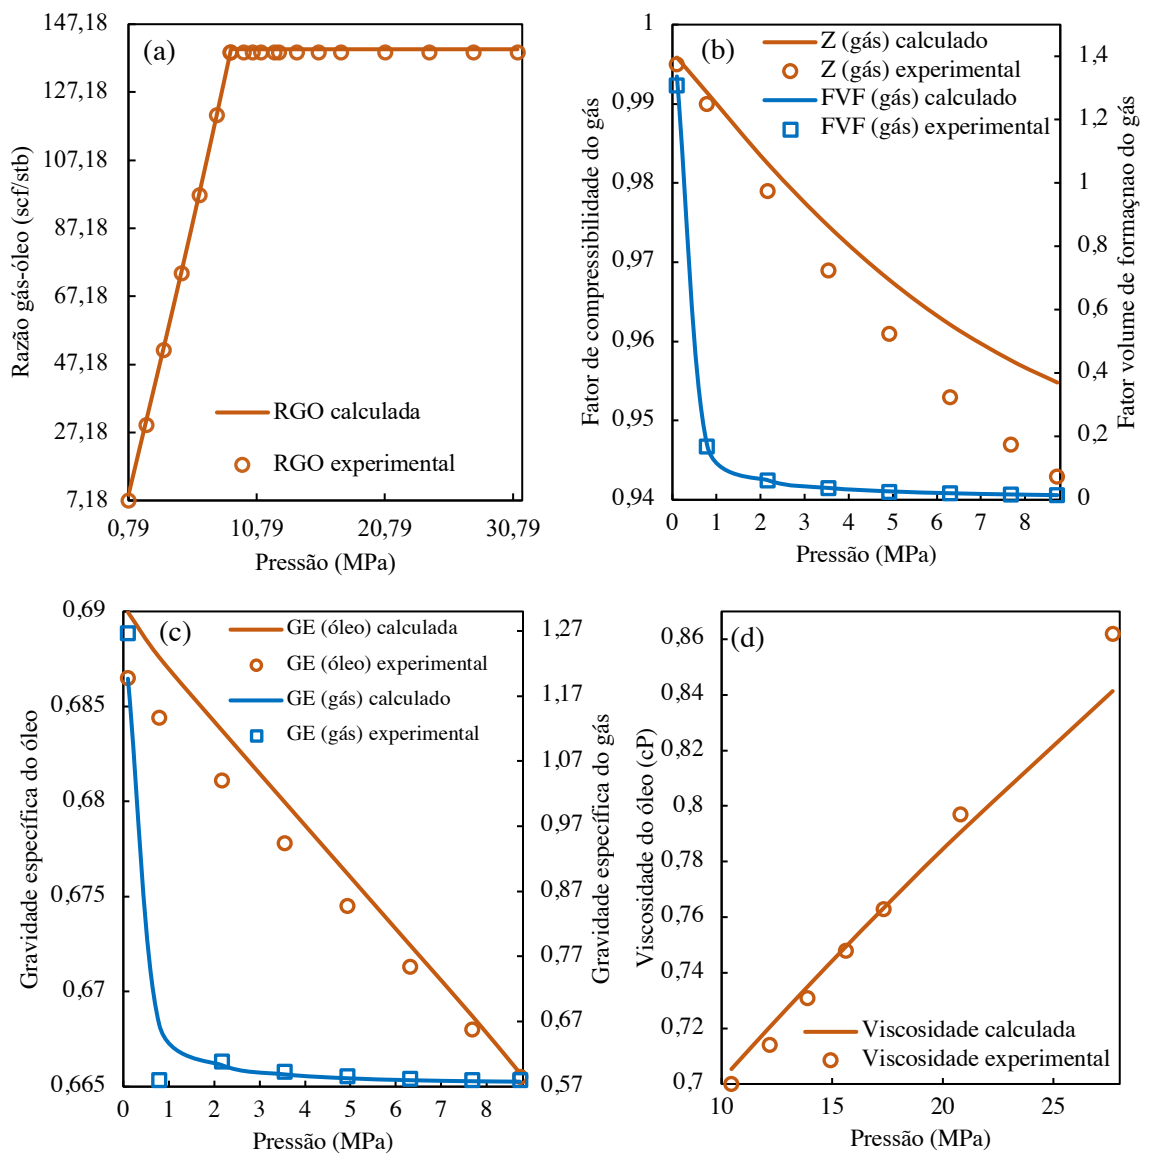 (a)
147,18
127,18
107,18
87,18
67,18
47,18
27,18
7,18
Razão gás-óleo (scf/stb)
RGO calculada
RGO experimental
0,79 10,79 20,79 30,79
Pressão (MPa)
(b)
Z (gás) calculado
Z (gás) experimental
FVF (gás) calculado
FVF (gás) experimental
1
0,99
0,98
0,97
0,96
0,95
0,94
Fator de compressibilidade do gás
1,4
1,2
1
0,8
0,6
0,4
0,2
0
Fator volume de formaçnao do gás
0 1 2 3 4 5 6 7 8
Pressão (MPa)
(c)
GE (óleo) calculada
GE (óleo) experimental
GE (gás) calculado
GE (gás) experimental
0,69
0,685
0,68
0,675
0,67
0,665
Gravidade específica do óleo
1,27
1,17
1,07
0,97
0,87
0,77
0,67
0,57
Gravidade específica do gás
0 1 2 3 4 5 6 7 8
Pressão (MPa)
(d)
0,86
0,84
0,82
0,8
0,78
0,76
0,74
0,72
0,7
Viscosidade do óleo (cP)
Viscosidade calculada
Viscosidade experimental
10 15 20 25
Pressão (MPa)